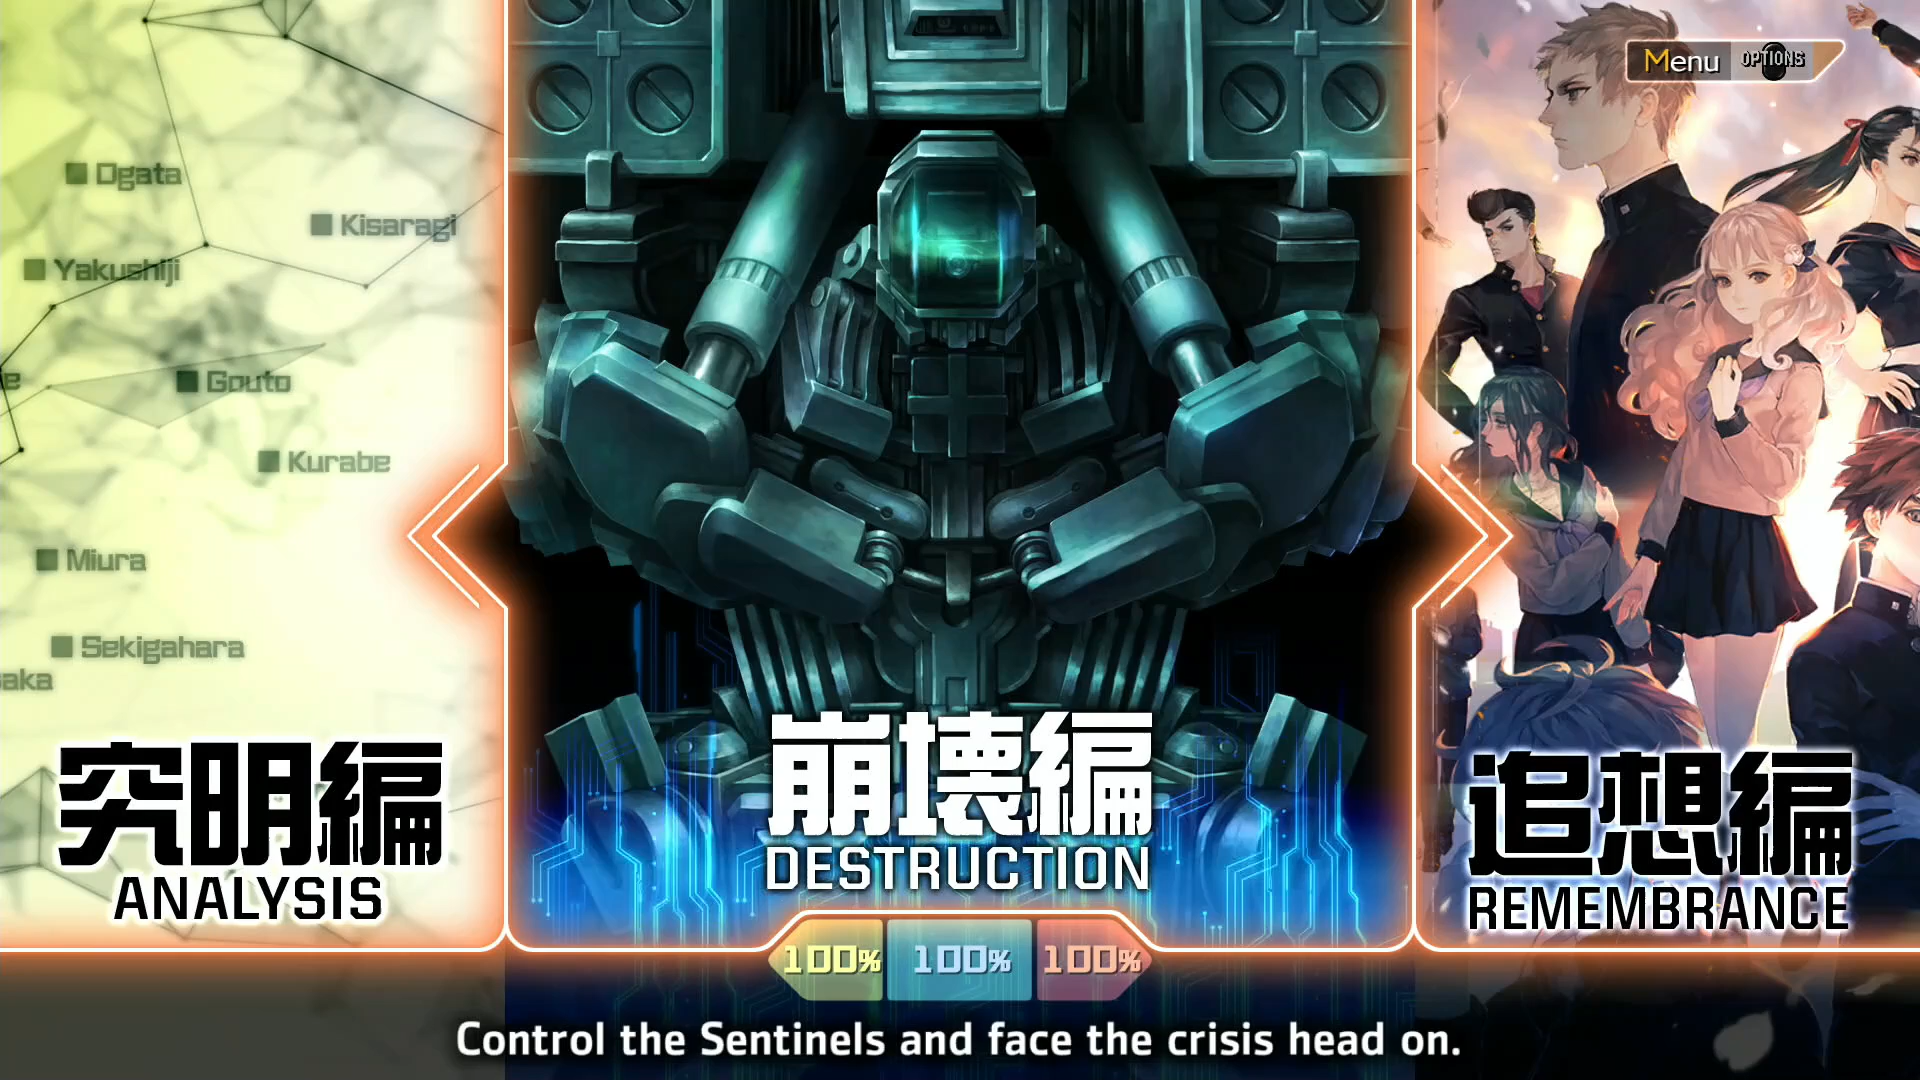 Menu OPTIONS
Ogata
Kisaragi
Yakushiji
Gouto
Kurabe
Miura
Sekigahara
究明編
ANALYSIS
崩壊編
DESTRUCTION
追想編
REMEMBRANCE
100% 100% 100%
Control the Sentinels and face the crisis head on.